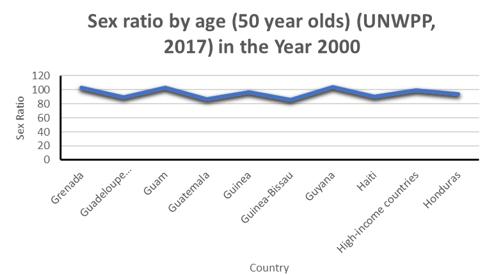 Sex ratio by age (50 year olds) (UNWPP,
2017) in the Year 2000
120
100
80
60
40
20
0
Sex Ratio
Grenada
Guadeloupe...
Guam
Guatemala
Guinea
Guinea-Bissau
Guyana
Haiti
High-income countries
Honduras
Country